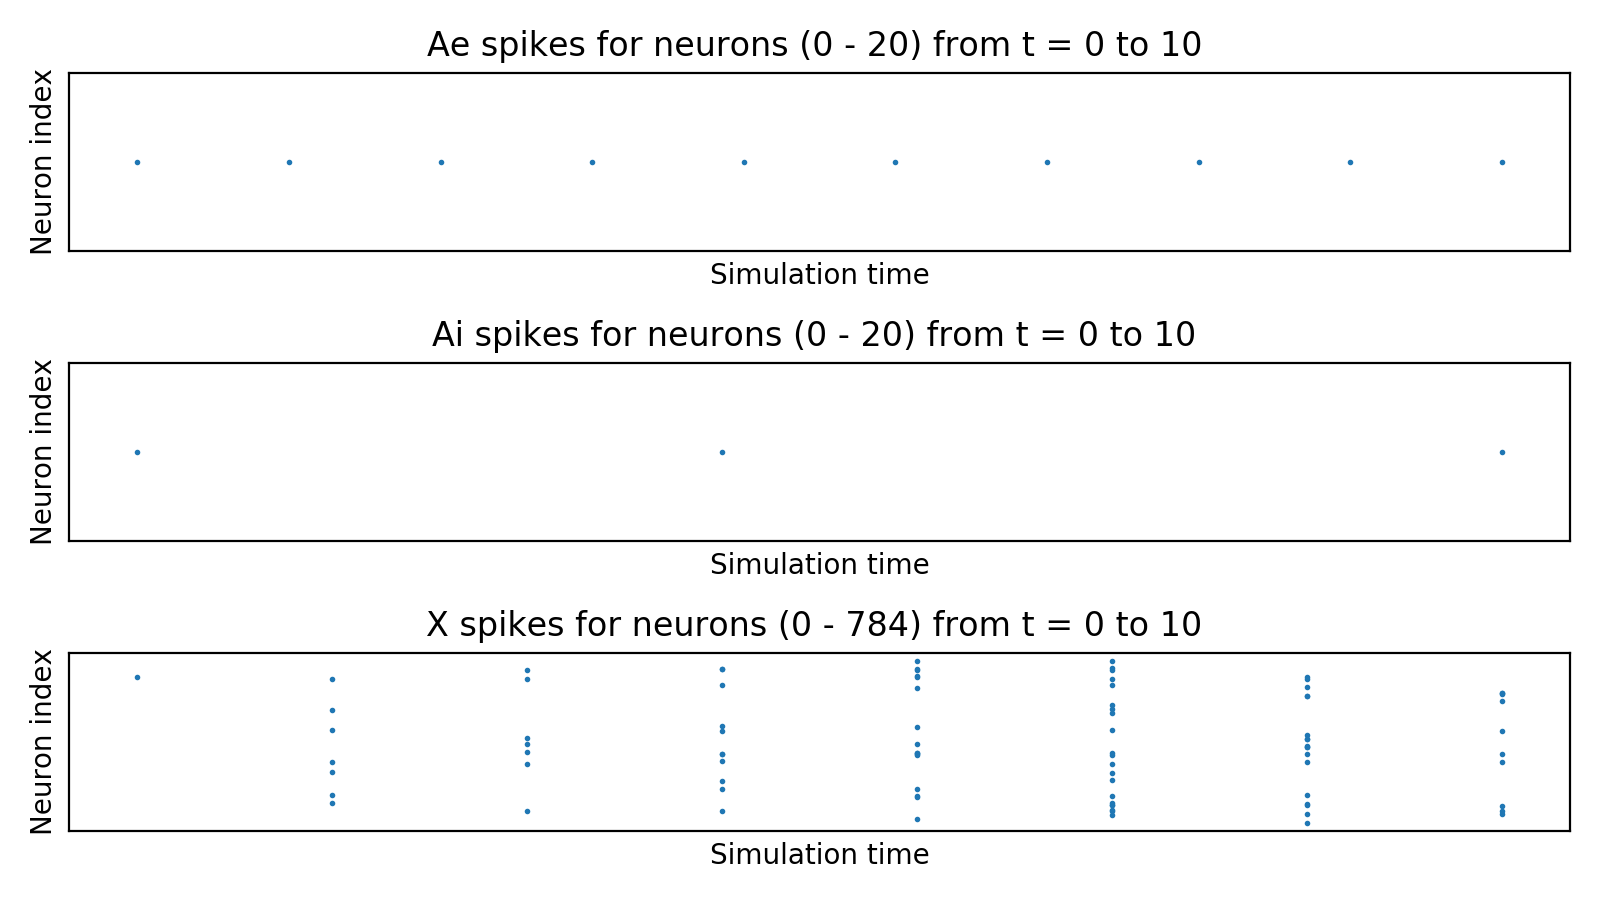 Ae spikes for neurons (0 - 20) from t = 0 to 10
Neuron index
Simulation time
Ai spikes for neurons (0 - 20) from t = 0 to 10
Neuron index
Simulation time
X spikes for neurons (0 - 784) from t = 0 to 10
Neuron index
Simulation time